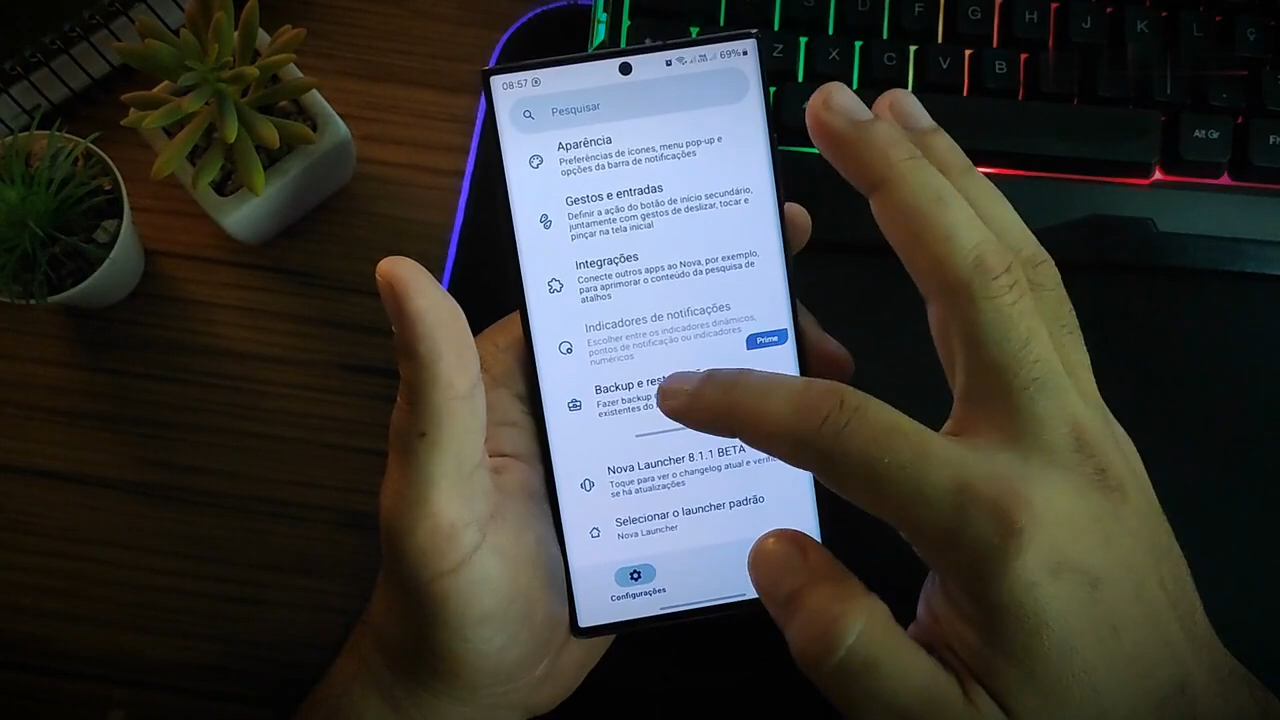 S D F G H J K L Ç
Z X C V B
Alt Gr
08:57 69%
Pesquisar
Aparência
Preferências de ícones, menu pop-up e
opções da barra de notificações
Gestos e entradas
Definir a ação do botão de início secundário,
juntamente com gestos de deslizar, tocar e
pinçar na tela inicial
Integrações
Conecte outros apps ao Nova, por exemplo,
para aprimorar o conteúdo da pesquisa de
atalhos
Indicadores de notificações
Escolher entre os indicadores dinâmicos,
pontos de notificação ou indicadores
numéricos
Prime
Backup e
Fazer backup
existentes do
Nova Launcher 8.1.1 BETA
Toque para ver o changelog atual e
se há atualizações
Selecionar o launcher padrão
Nova Launcher
Configurações